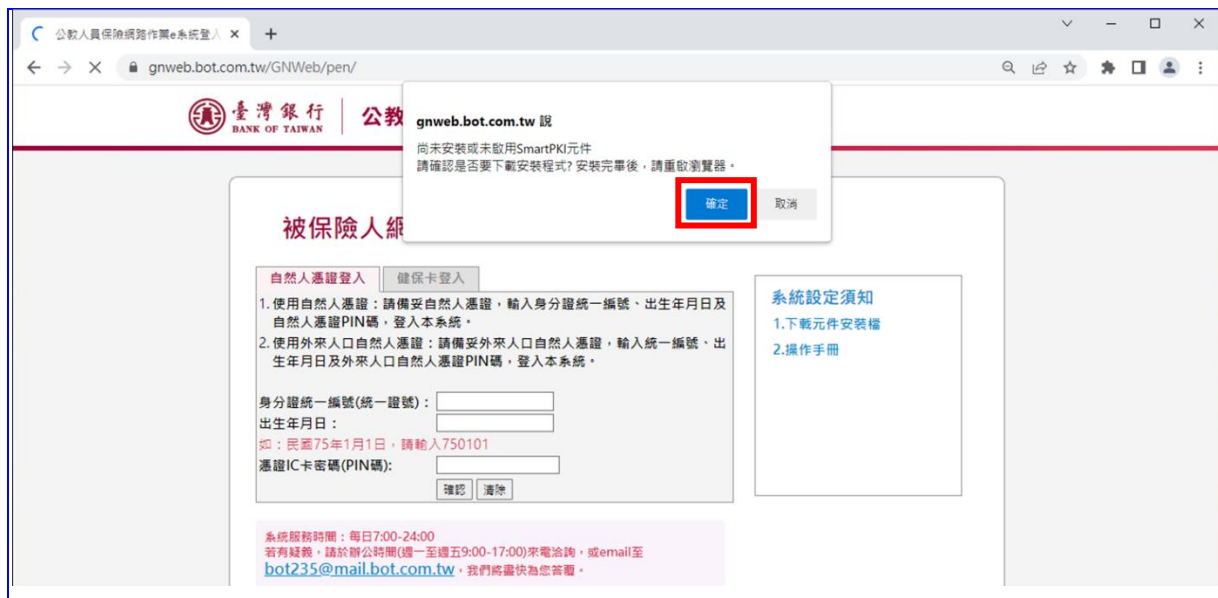 公教人員保險網路作業e系統登入
gnweb.bot.com.tw/GNWeb/pen/
臺灣銀行
BANK OF TAIWAN
公教
gnweb.bot.com.tw 說
尚未安裝或未啟用SmartPKI元件
請確認是否要下載安裝程式? 安裝完畢後，請重啟瀏覽器。
確定
取消
被保險人網
自然人憑證登入
健保卡登入
1.使用自然人憑證：請備妥自然人憑證，輸入身分證統一編號、出生年月日及
自然人憑證PIN碼，登入本系統。
2.使用外來人口自然人憑證：請備妥外來人口自然人憑證，輸入統一編號、出
生年月日及外來人口自然人憑證PIN碼，登入本系統。
身分證統一編號(統一證號)：
出生年月日：
如：民國75年1月1日，請輸入750101
憑證IC卡密碼(PIN碼):
確認
清除
系統設定須知
1.下載元件安裝檔
2.操作手冊
系統服務時間：每日7:00-24:00
若有疑義，請於辦公時間(週一至週五9:00-17:00)來電洽詢，或email至
bot235@mail.bot.com.tw，我們將盡快為您答覆。